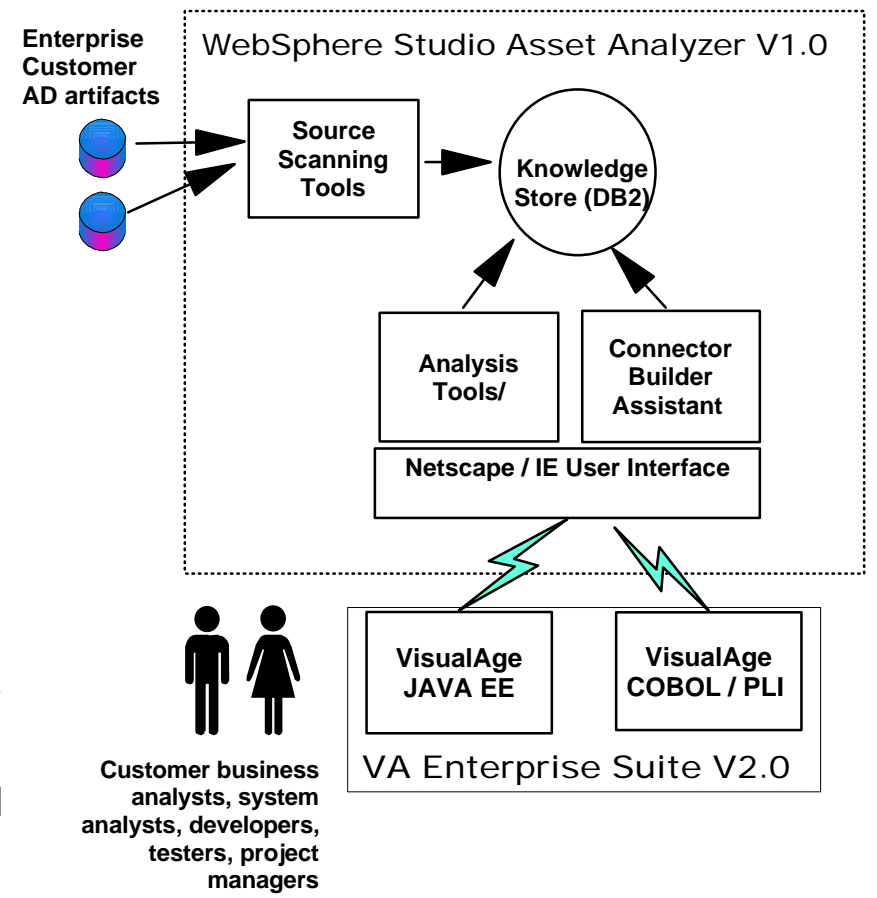 Enterprise
Customer
AD artifacts
WebSphere Studio Asset Analyzer V1.0
Source
Scanning
Tools
Knowledge
Store (DB2)
Analysis
Tools/
Connector
Builder
Assistant
Netscape / IE User Interface
VisualAge
JAVA EE
VisualAge
COBOL / PLI
VA Enterprise Suite V2.0
Customer business
analysts, system
analysts, developers,
testers, project
managers